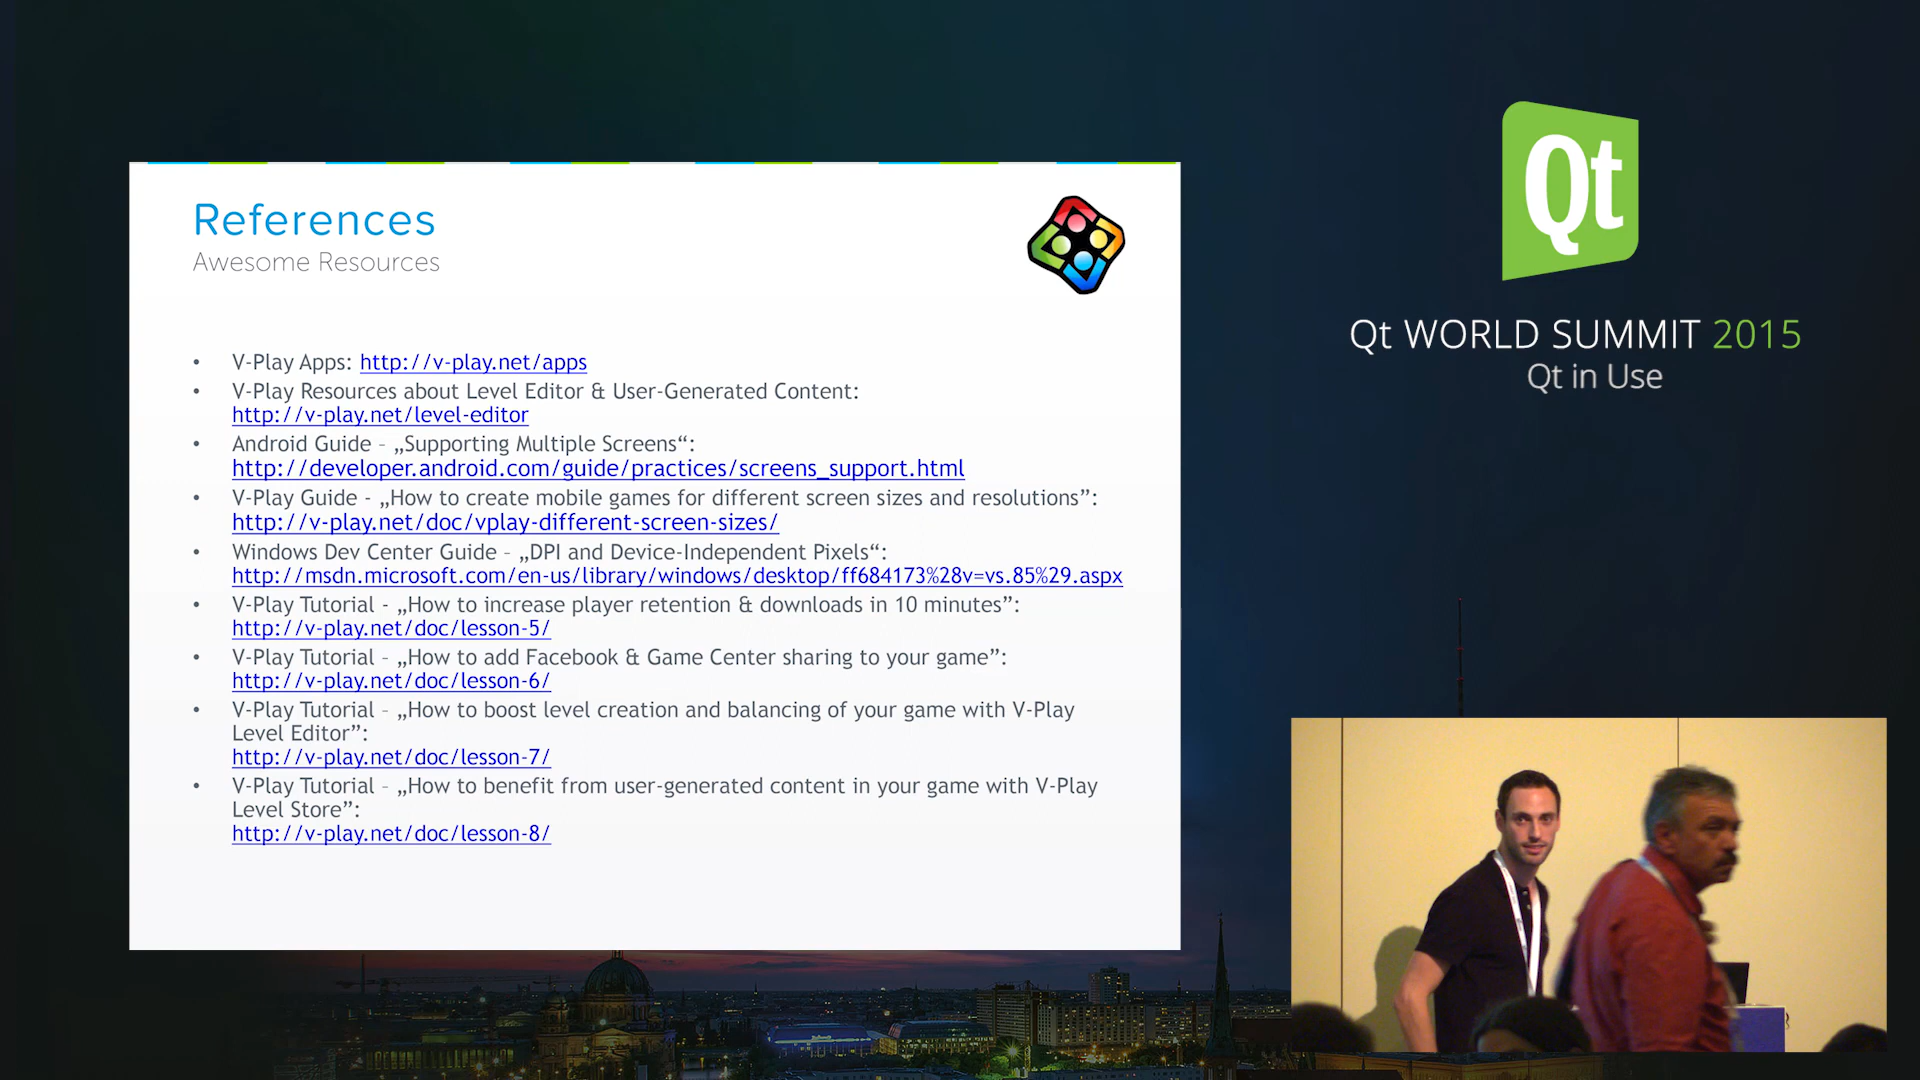 References
Awesome Resources
• V-Play Apps: http://v-play.net/apps
• V-Play Resources about Level Editor & User-Generated Content:
http://v-play.net/level-editor
• Android Guide – „Supporting Multiple Screens“:
http://developer.android.com/guide/practices/screens_support.html
• V-Play Guide - „How to create mobile games for different screen sizes and resolutions”:
http://v-play.net/doc/vplay-different-screen-sizes/
• Windows Dev Center Guide – „DPI and Device-Independent Pixels“:
http://msdn.microsoft.com/en-us/library/windows/desktop/ff684173%28v=vs.85%29.aspx
• V-Play Tutorial - „How to increase player retention & downloads in 10 minutes”:
http://v-play.net/doc/lesson-5/
• V-Play Tutorial – „How to add Facebook & Game Center sharing to your game”:
http://v-play.net/doc/lesson-6/
• V-Play Tutorial – „How to boost level creation and balancing of your game with V-Play
Level Editor”:
http://v-play.net/doc/lesson-7/
• V-Play Tutorial – „How to benefit from user-generated content in your game with V-Play
Level Store”:
http://v-play.net/doc/lesson-8/
Qt
Qt WORLD SUMMIT 2015
Qt in Use